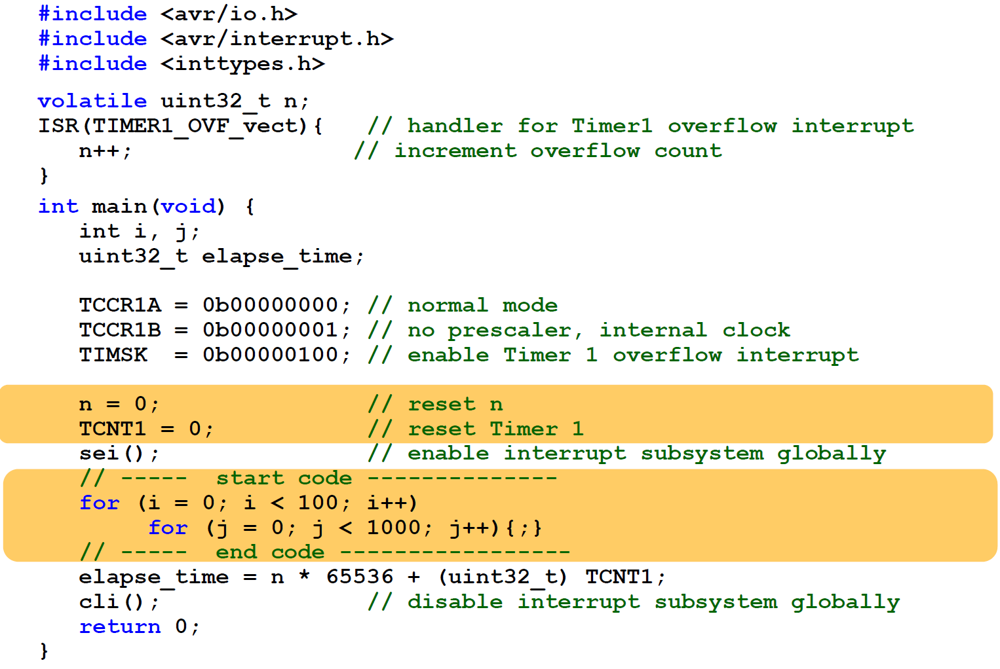 #include <avr/io.h>
#include <avr/interrupt.h>
#include <inttypes.h>
volatile uint32_t n;
ISR(TIMER1_OVF_vect){ // handler for Timer1 overflow interrupt
n++; // increment overflow count
}
int main(void) {
int i, j;
uint32_t elapse_time;
TCCR1A = 0b00000000; // normal mode
TCCR1B = 0b00000001; // no prescaler, internal clock
TIMSK = 0b00000100; // enable Timer 1 overflow interrupt
n = 0; // reset n
TCNT1 = 0; // reset Timer 1
sei(); // enable interrupt subsystem globally
// ----- start code --------------
for (i = 0; i < 100; i++)
for (j = 0; j < 1000; j++){;}
// ----- end code -----------------
elapse_time = n * 65536 + (uint32_t) TCNT1;
cli(); // disable interrupt subsystem globally
return 0;
}